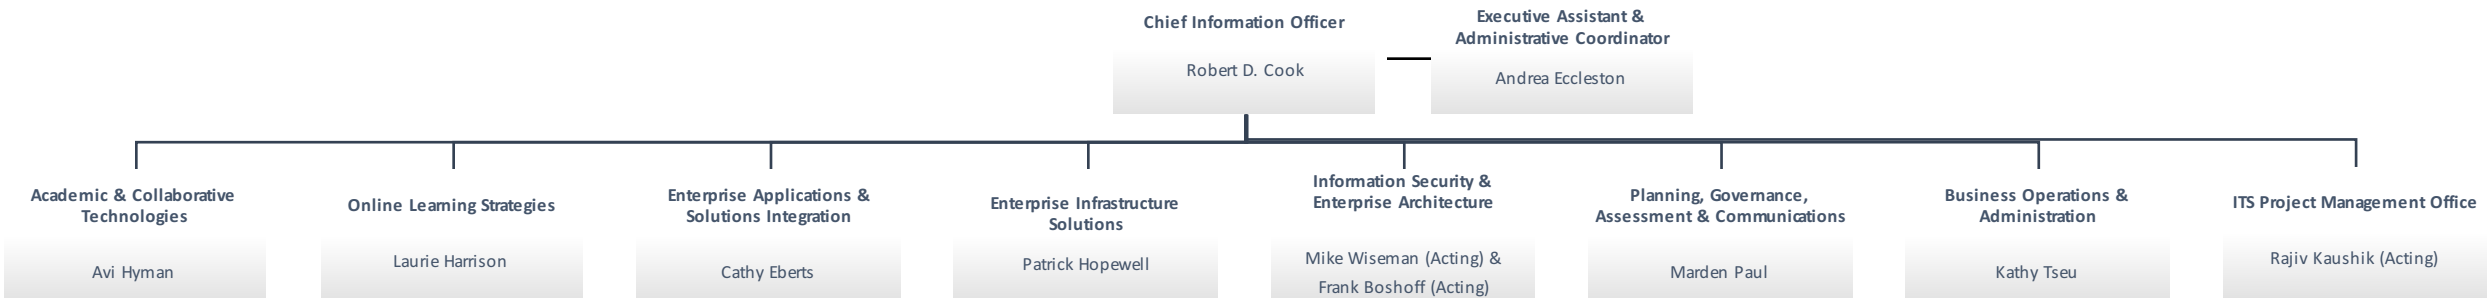 Chief Information Officer
Robert D. Cook
Executive Assistant &
Administrative Coordinator
Andrea Eccleston
Academic & Collaborative
Technologies
Avi Hyman
Online Learning Strategies
Laurie Harrison
Enterprise Applications &
Solutions Integration
Cathy Eberts
Enterprise Infrastructure
Solutions
Patrick Hopewell
Information Security &
Enterprise Architecture
Mike Wiseman (Acting) &
Frank Boshoff (Acting)
Planning, Governance,
Assessment & Communications
Marden Paul
Business Operations &
Administration
Kathy Tseu
ITS Project Management Office
Rajiv Kaushik (Acting)